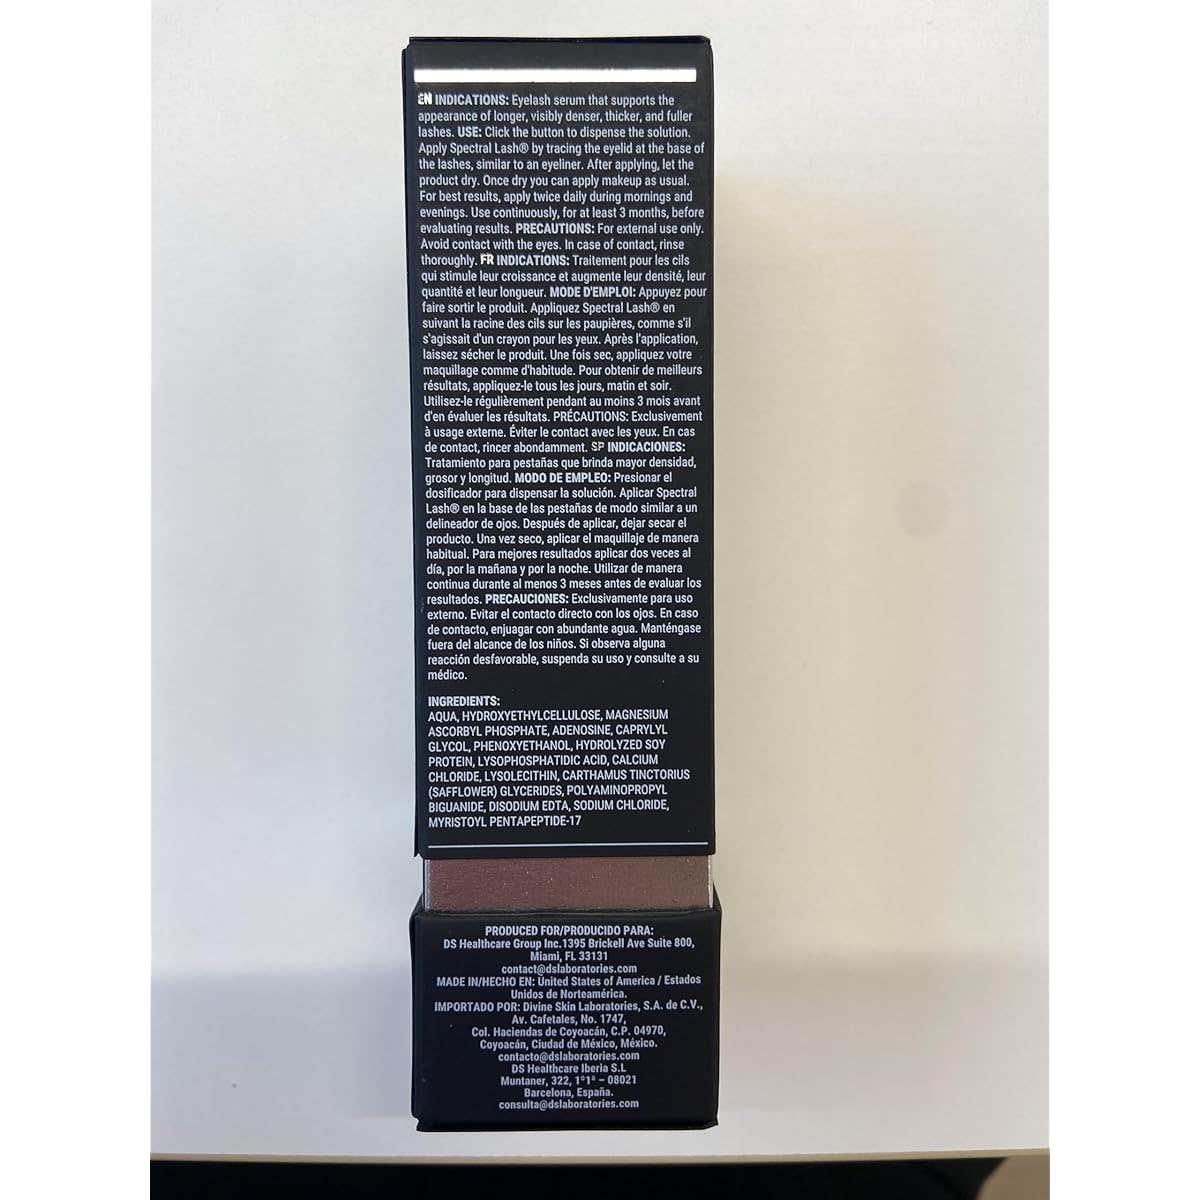 EN INDICATIONS: Eyelash serum that supports the
appearance of longer, visibly denser, thicker, and fuller
lashes. USE: Click the button to dispense the solution.
Apply Spectral Lash® by tracing the eyelid at the base of
the lashes, similar to an eyeliner. After applying, let the
product dry. Once dry you can apply makeup as usual.
For best results, apply twice daily during mornings and
evenings. Use continuously, for at least 3 months, before
evaluating results. PRECAUTIONS: For external use only.
Avoid contact with the eyes. In case of contact, rinse
thoroughly. FR INDICATIONS: Traitement pour les cils
qui stimule leur croissance et augmente leur densité, leur
quantité et leur longueur. MODE D'EMPLOI: Appuyez pour
faire sortir le produit. Appliquez Spectral Lash® en
suivant la racine des cils sur les paupières, comme s'il
s'agissait d'un crayon pour les yeux. Après l'application,
laissez sécher le produit. Une fois sec, appliquez votre
maquillage comme d'habitude. Pour obtenir de meilleurs
résultats, appliquez-le tous les jours, matin et soir.
Utilisez-le régulièrement pendant au moins 3 mois avant
d'en évaluer les résultats. PRÉCAUTIONS: Exclusivement
à usage externe. Éviter le contact avec les yeux. En cas
de contact, rincer abondamment. SP INDICACIONES:
Tratamiento para pestañas que brinda mayor densidad,
grosor y longitud. MODO DE EMPLEO: Presionar el
dosificador para dispensar la solución. Aplicar Spectral
Lash® en la base de las pestañas de modo similar a un
delineador de ojos. Después de aplicar, dejar secar el
producto. Una vez seco, aplicar el maquillaje de manera
habitual. Para mejores resultados aplicar dos veces al
día, por la mañana y por la noche. Utilizar de manera
continua durante al menos 3 meses antes de evaluar los
resultados. PRECAUCIONES: Exclusivamente para uso
externo. Evitar el contacto directo con los ojos. En caso
de contacto, enjuagar con abundante agua. Manténgase
fuera del alcance de los niños. Si observa alguna
reacción desfavorable, suspenda su uso y consulte a su
médico.
INGREDIENTS:
AQUA, HYDROXYETHYLCELLULOSE, MAGNESIUM
ASCORBYL PHOSPHATE, ADENOSINE, CAPRYLYL
GLYCOL, PHENOXYETHANOL, HYDROLYZED SOY
PROTEIN, LYSOPHOSPHATIDIC ACID, CALCIUM
CHLORIDE, LYSOLECITHIN, CARTHAMUS TINCTORIUS
(SAFFLOWER) GLYCERIDES, POLYAMINOPROPYL
BIGUANIDE, DISODIUM EDTA, SODIUM CHLORIDE,
MYRISTOYL PENTAPEPTIDE-17
PRODUCED FOR/PRODUCIDO PARA:
DS Healthcare Group Inc.1395 Brickell Ave Suite 800,
Miami, FL 33131
contact@dslaboratories.com
MADE IN/HECHO EN: United States of America / Estados
Unidos de Norteamérica.
IMPORTADO POR: Divine Skin Laboratories, S.A. de C.V.,
Av. Cafetales, No. 1747,
Col. Haciendas de Coyoacán, C.P. 04970,
Coyoacán, Ciudad de México, México.
contacto@dslaboratories.com
DS Healthcare Iberia S.L
Muntaner, 322, 1º1ª – 08021
Barcelona, España.
consulta@dslaboratories.com